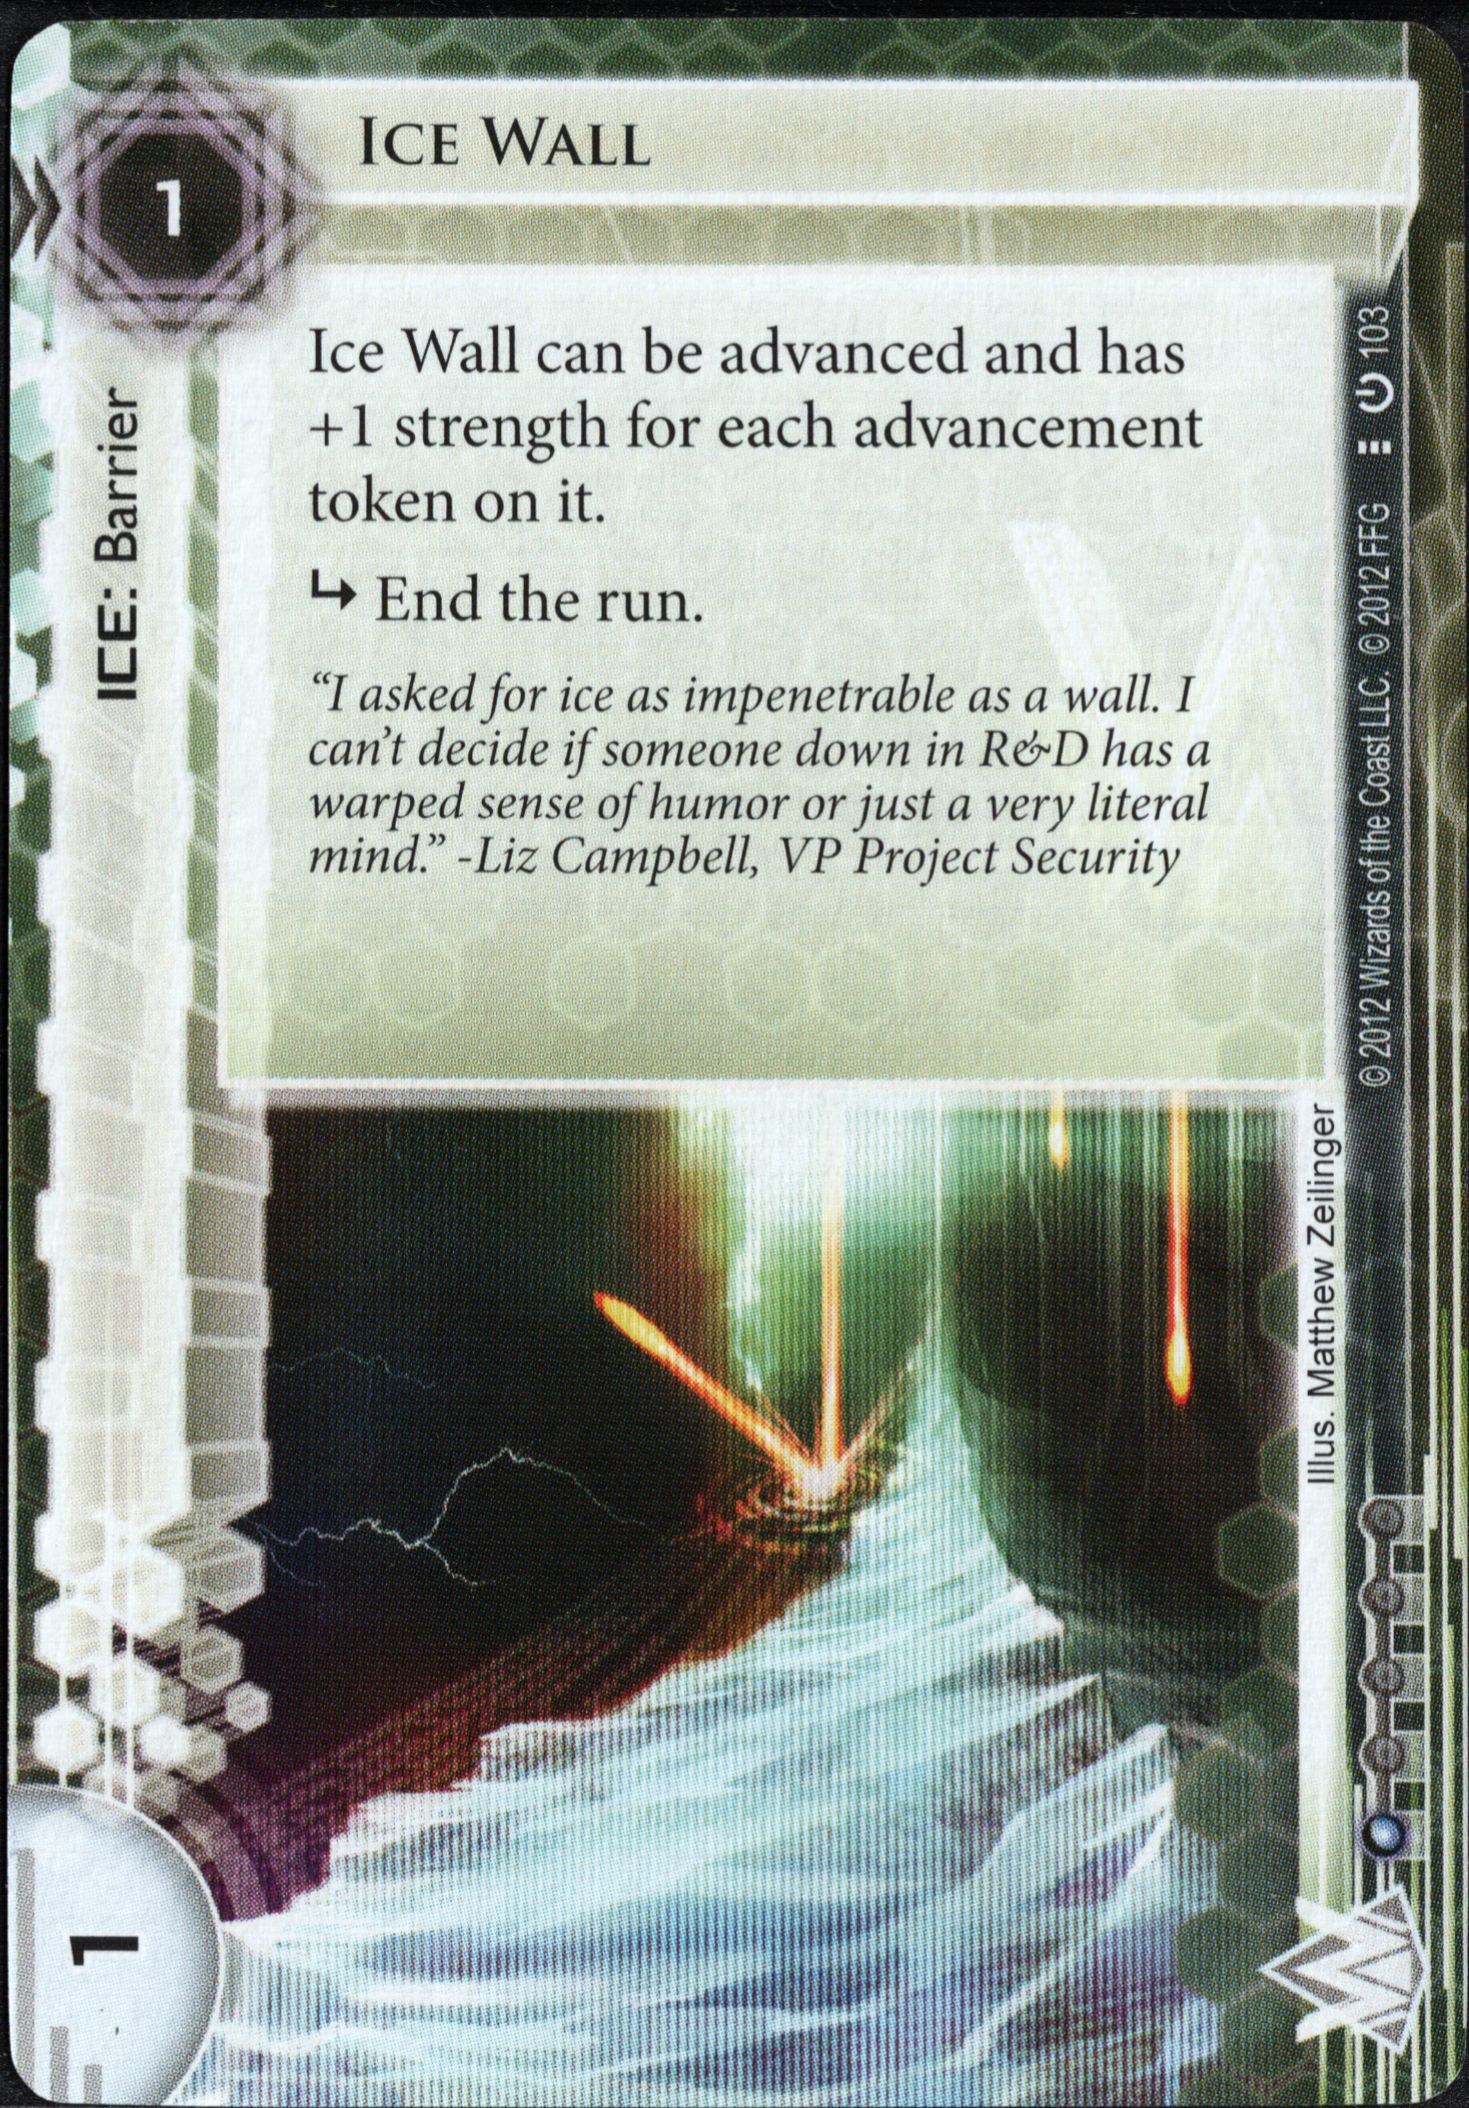 1
ICE WALL
ICE: Barrier
Ice Wall can be advanced and has
+1 strength for each advancement
token on it.
End the run.
“I asked for ice as impenetrable as a wall. I
can’t decide if someone down in R&D has a
warped sense of humor or just a very literal
mind.” -Liz Campbell, VP Project Security
© 2012 Wizards of the Coast LLC. © 2012 FFG 103
Illus. Matthew Zeilinger
1